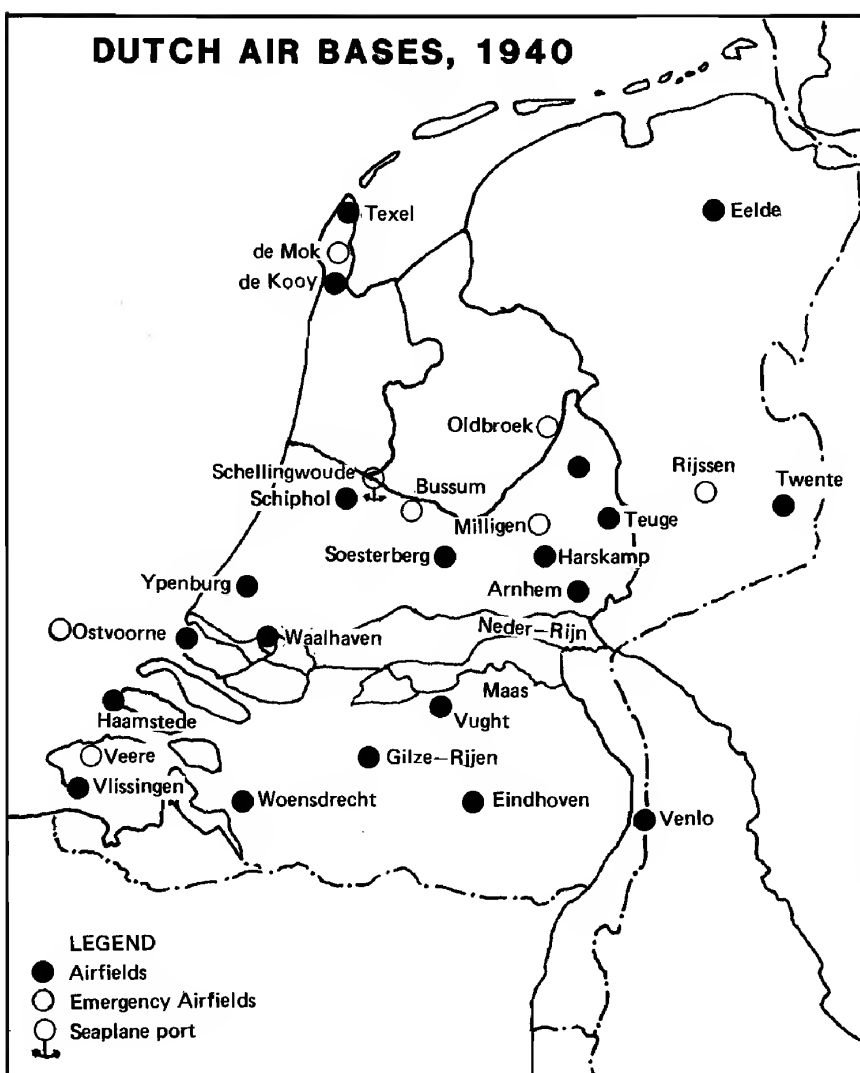 DUTCH AIR BASES, 1940
Texel
Eelde
de Mok
de Kooy
Oldbroek
Schellingwoude
Rijssen
Bussum
Twente
Schiphol
Milligen
Teuge
Soesterberg
Harskamp
Ypenburg
Arnhem
Neder-Rijn
Ostvoorne
Waalhaven
Maas
Haamstede
Vught
Veere
Gilze-Rijen
Vlissingen
Woensdrecht
Eindhoven
Venlo
LEGEND
Airfields
Emergency Airfields
Seaplane port